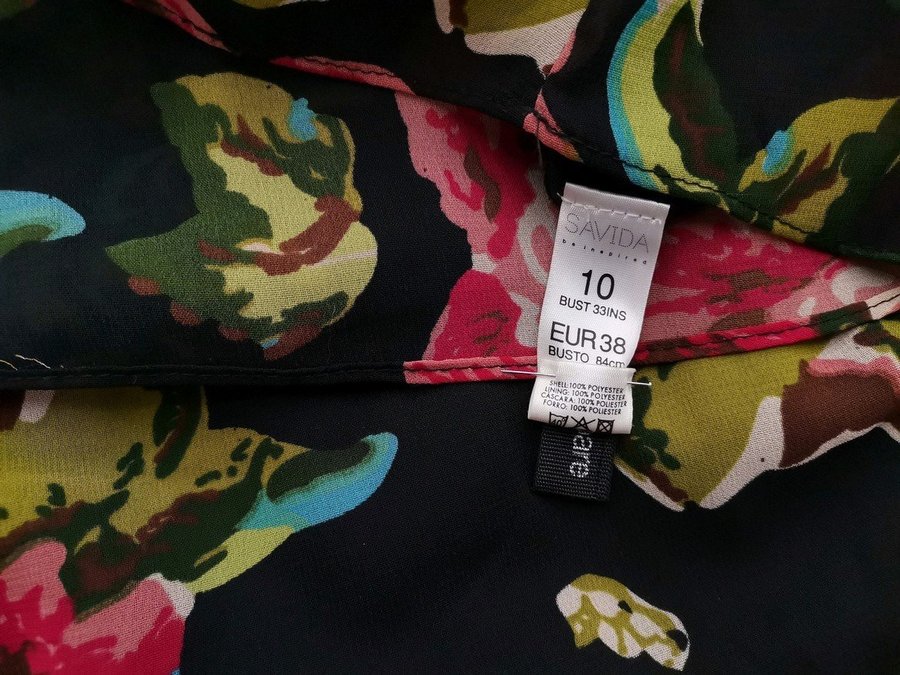 SAVIDA
be inspired
10
BUST 33INS
EUR 38
BUSTO 84cm
SHELL:100% POLYESTER
LINING: 100% POLYESTER
CASCARA: 100% POLIESTER
FORRO: 100% POLIESTER
40